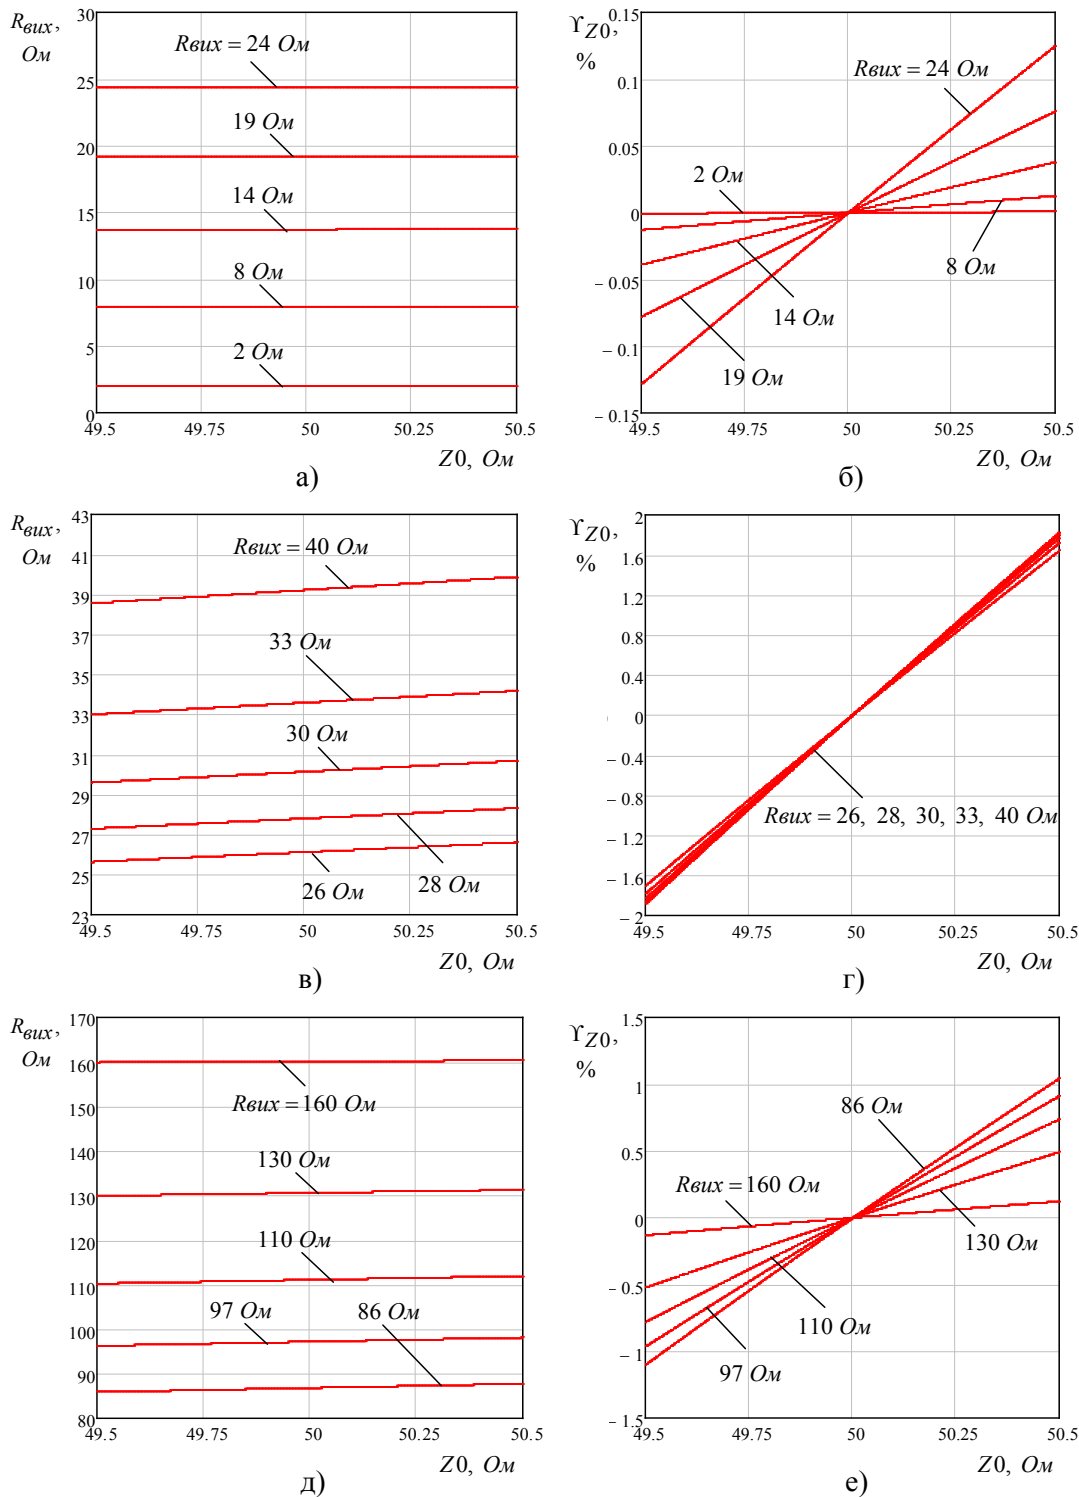 R_вих,
Ом
30
25
20
15
10
5
0
Rвих = 24 Ом
19 Ом
14 Ом
8 Ом
2 Ом
49.5 49.75 50 50.25 50.5
Z0, Ом
а)
ϒ_Z0,
%
0.15
0.1
0.05
0
− 0.05
− 0.1
− 0.15
Rвих = 24 Ом
2 Ом
8 Ом
14 Ом
19 Ом
49.5 49.75 50 50.25 50.5
Z0, Ом
б)
R_вих,
Ом
43
41
39
37
35
33
31
29
27
25
23
Rвих = 40 Ом
33 Ом
30 Ом
28 Ом
26 Ом
49.5 49.75 50 50.25 50.5
Z0, Ом
в)
ϒ_Z0,
%
2
1.6
1.2
0.8
0.4
0
− 0.4
− 0.8
− 1.2
− 1.6
− 2
Rвих = 26, 28, 30, 33, 40 Ом
49.5 49.75 50 50.25 50.5
Z0, Ом
г)
R_вих,
Ом
170
160
150
140
130
120
110
100
90
80
Rвих = 160 Ом
130 Ом
110 Ом
97 Ом
86 Ом
49.5 49.75 50 50.25 50.5
Z0, Ом
д)
ϒ_Z0,
%
1.5
1
0.5
0
− 0.5
− 1
− 1.5
86 Ом
Rвих = 160 Ом
130 Ом
110 Ом
97 Ом
49.5 49.75 50 50.25 50.5
Z0, Ом
е)